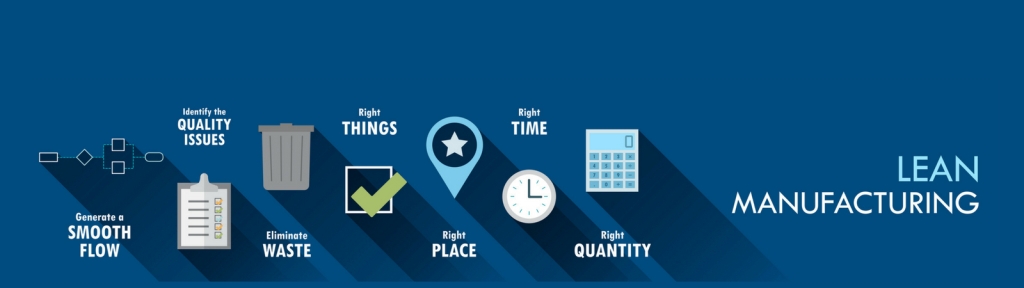 Generate a
SMOOTH
FLOW
Identify the
QUALITY
ISSUES
Eliminate
WASTE
Right
THINGS
Right
PLACE
Right
TIME
0
Right
QUANTITY
LEAN
MANUFACTURING